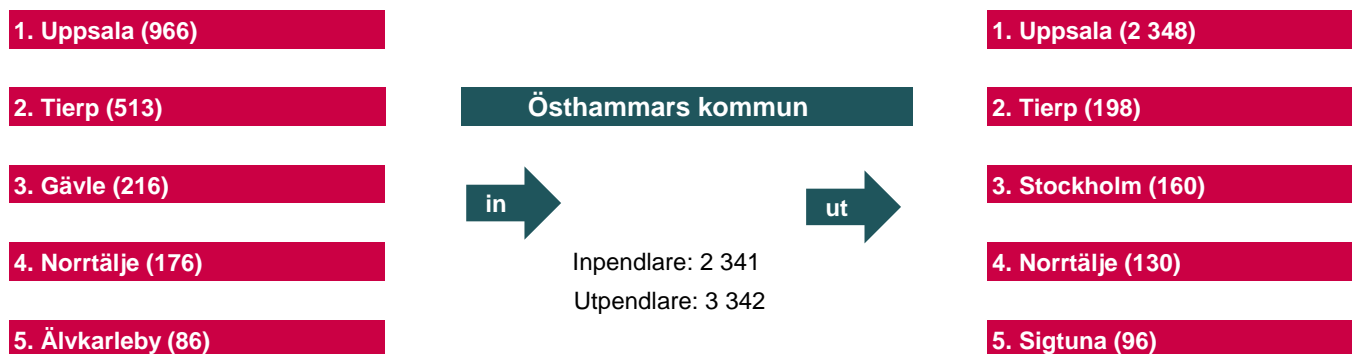 1. Uppsala (966)
2. Tierp (513)
3. Gävle (216)
4. Norrtälje (176)
5. Älvkarleby (86)
Östhammars kommun
in
ut
Inpendlare: 2 341
Utpendlare: 3 342
1. Uppsala (2 348)
2. Tierp (198)
3. Stockholm (160)
4. Norrtälje (130)
5. Sigtuna (96)